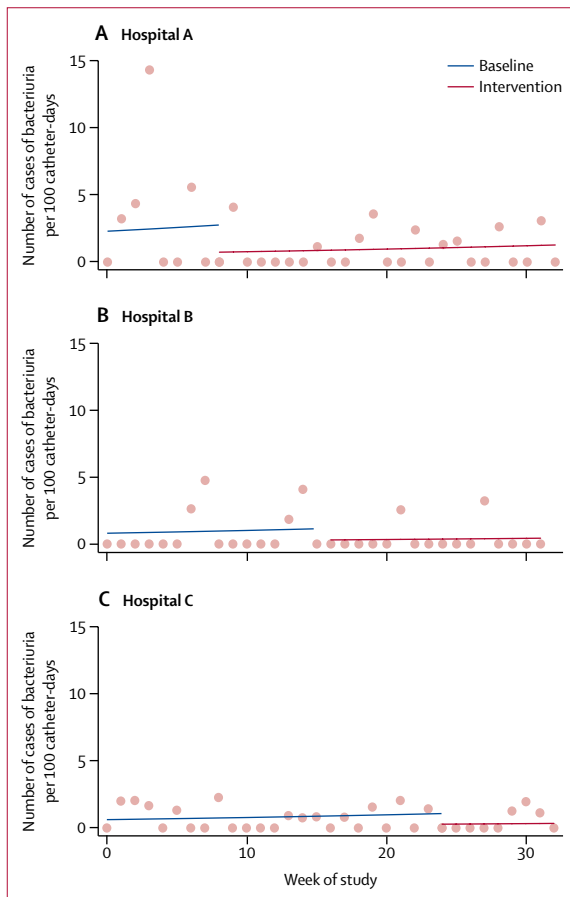 A Hospital A
Number of cases of bacteriuria
per 100 catheter-days
15
10
5
0
Baseline
Intervention
B Hospital B
Number of cases of bacteriuria
per 100 catheter-days
15
10
5
0
C Hospital C
Number of cases of bacteriuria
per 100 catheter-days
15
10
5
0
0 10 20 30
Week of study